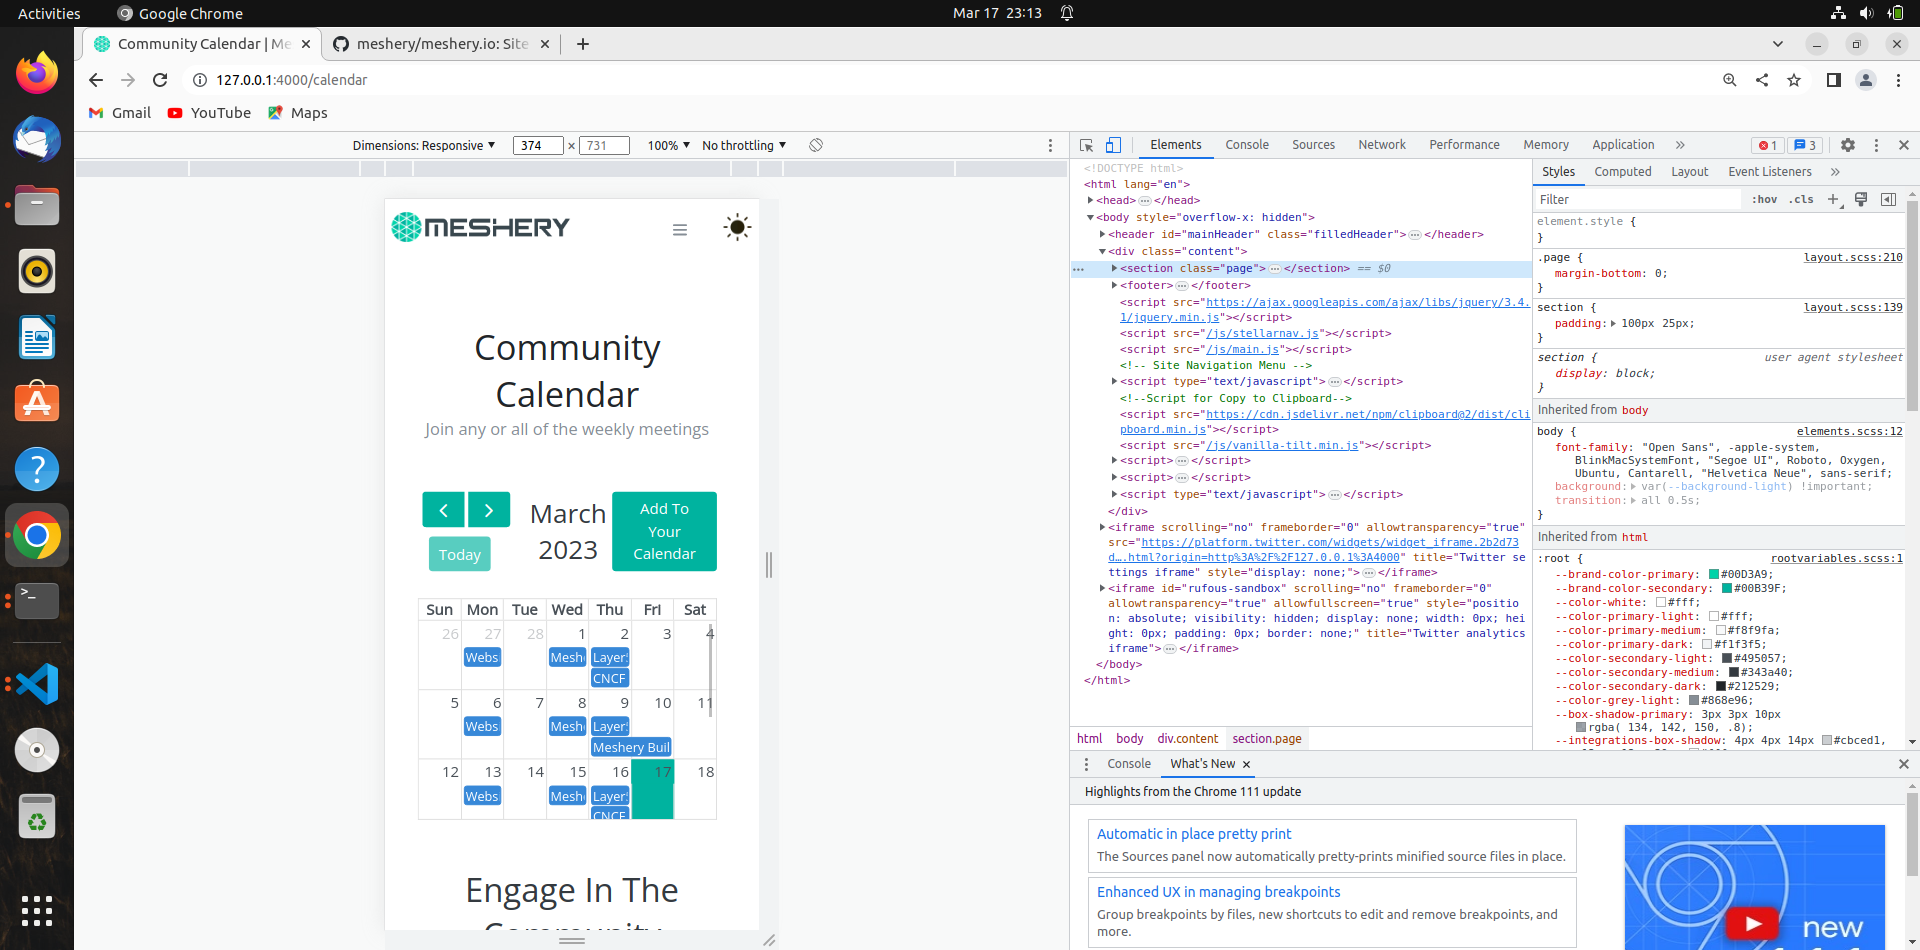 Activities
Google Chrome
Mar 17 23:13
Community Calendar | Me
meshery/meshery.io: Site
127.0.0.1:4000/calendar
Gmail
YouTube
Maps
Dimensions: Responsive
374 × 731
100%
No throttling
MESHERY
Community
Calendar
Join any or all of the weekly meetings
Today
March
2023
Add To
Your
Calendar
Sun Mon Tue Wed Thu Fri Sat
26 27 28 1 2 3 4
Webs Meshe Layer5
CNCF
5 6 7 8 9 10 11
Webs Meshe Layer5
Meshery Buil
12 13 14 15 16 17 18
Webs Meshe Layer5
CNCF
Engage In The
Community
Elements Console Sources Network Performance Memory Application » 1 3
<!DOCTYPE html>
<html lang="en">
<head> … </head>
<body style="overflow-x: hidden">
<header id="mainHeader" class="filledHeader"> … </header>
<div class="content">
<section class="page"> … </section> == $0
<footer> … </footer>
<script src="https://ajax.googleapis.com/ajax/libs/jquery/3.4.
1/jquery.min.js"></script>
<script src="/js/stellarnav.js"></script>
<script src="/js/main.js"></script>
<!-- Site Navigation Menu -->
<script type="text/javascript"> … </script>
<!--Script for Copy to Clipboard-->
<script src="https://cdn.jsdelivr.net/npm/clipboard@2/dist/cli
pboard.min.js"></script>
<script src="/js/vanilla-tilt.min.js"></script>
<script> … </script>
<script> … </script>
<script type="text/javascript"> … </script>
</div>
<iframe scrolling="no" frameborder="0" allowtransparency="true"
src="https://platform.twitter.com/widgets/widget_iframe.2b2d73
d….html?origin=http%3A%2F%2F127.0.0.1%3A4000" title="Twitter se
ttings iframe" style="display: none;"> … </iframe>
<iframe id="rufous-sandbox" scrolling="no" frameborder="0"
allowtransparency="true" allowfullscreen="true" style="positio
n: absolute; visibility: hidden; display: none; width: 0px; hei
ght: 0px; padding: 0px; border: none;" title="Twitter analytics
iframe"> … </iframe>
</body>
</html>
html body div.content section.page
Styles Computed Layout Event Listeners »
Filter :hov .cls +
element.style {
}
.page { layout.scss:210
margin-bottom: 0;
}
section { layout.scss:139
padding: 100px 25px;
}
section { user agent stylesheet
display: block;
}
Inherited from body
body { elements.scss:12
font-family: "Open Sans", -apple-system,
BlinkMacSystemFont, "Segoe UI", Roboto, Oxygen,
Ubuntu, Cantarell, "Helvetica Neue", sans-serif;
background: var(--background-light) !important;
transition: all 0.5s;
}
Inherited from html
:root { rootvariables.scss:1
--brand-color-primary: #00D3A9;
--brand-color-secondary: #00B39F;
--color-white: #fff;
--color-primary-light: #fff;
--color-primary-medium: #f8f9fa;
--color-primary-dark: #f1f3f5;
--color-secondary-light: #495057;
--color-secondary-medium: #343a40;
--color-secondary-dark: #212529;
--color-grey-light: #868e96;
--box-shadow-primary: 3px 3px 10px
rgba( 134, 142, 150, .8);
--integrations-box-shadow: 4px 4px 14px #cbced1,
Console What's New
Highlights from the Chrome 111 update
Automatic in place pretty print
The Sources panel now automatically pretty-prints minified source files in place.
Enhanced UX in managing breakpoints
Group breakpoints by files, new shortcuts to edit and remove breakpoints, and
more.
new